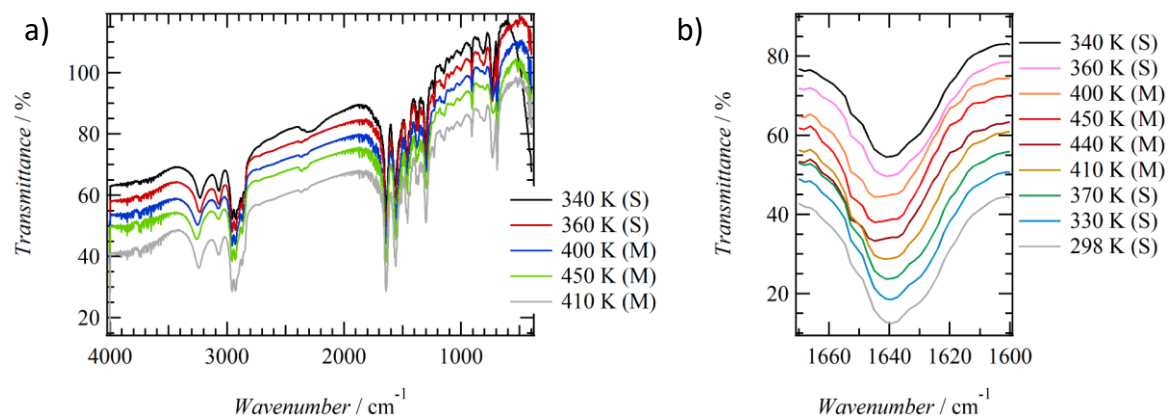 a)
Transmittance / %
100
80
60
40
20
4000
3000
2000
1000
Wavenumber / cm⁻¹
340 K (S)
360 K (S)
400 K (M)
450 K (M)
410 K (M)
b)
Transmittance / %
80
60
40
20
1660
1640
1620
1600
Wavenumber / cm⁻¹
340 K (S)
360 K (S)
400 K (M)
450 K (M)
440 K (M)
410 K (M)
370 K (S)
330 K (S)
298 K (S)